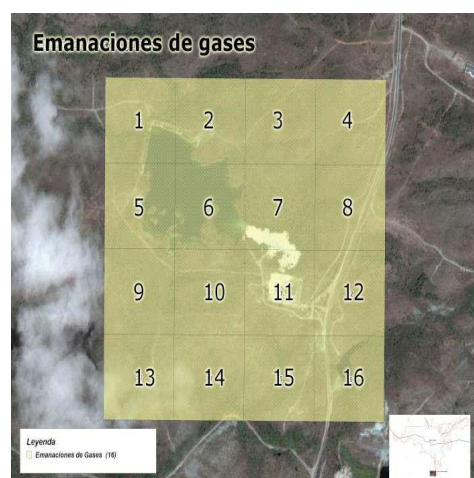 Emanaciones de gases
1 2 3 4
5 6 7 8
9 10 11 12
13 14 15 16
Leyenda
Emanaciones de Gases (16)